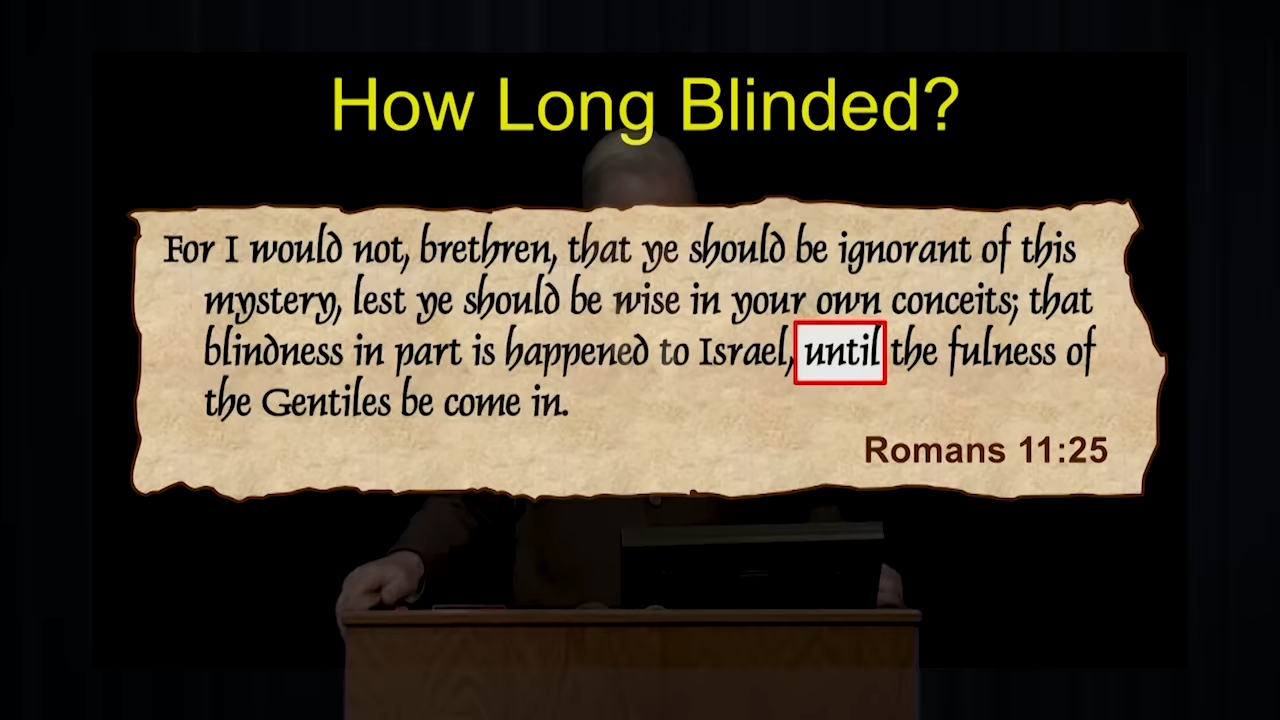 How Long Blinded?
For I would not, brethren, that ye should be ignorant of this
mystery, lest ye should be wise in your own conceits; that
blindness in part is happened to Israel, until the fulness of
the Gentiles be come in.
Romans 11:25